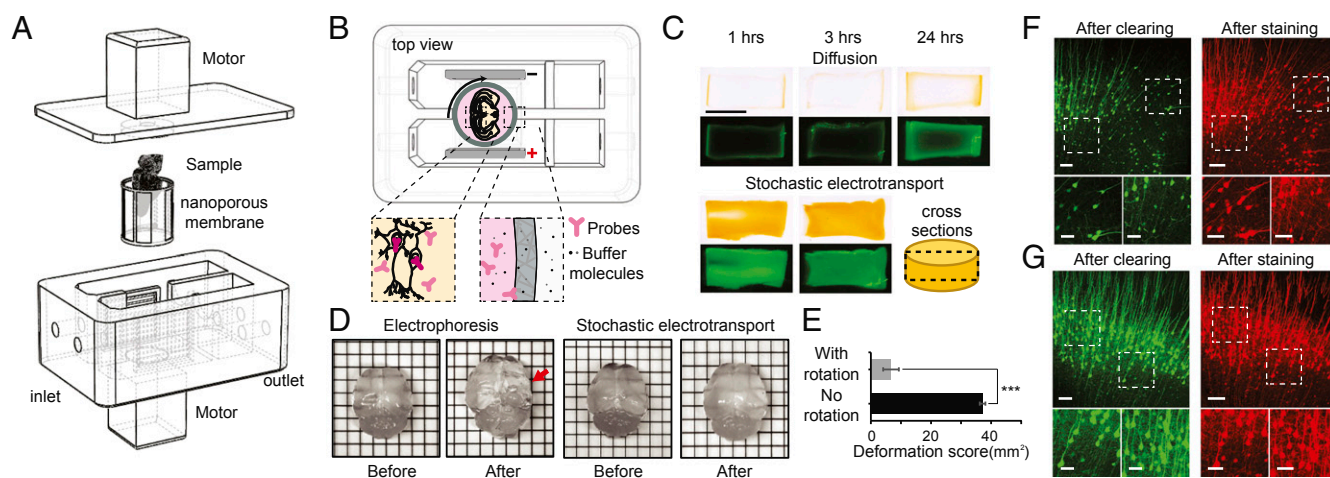 A
Motor
Sample
nanoporous
membrane
inlet
outlet
Motor
B
top view
-
+
Probes
Buffer
molecules
C
1 hrs
3 hrs
24 hrs
Diffusion
Stochastic electrotransport
cross
sections
D
Electrophoresis
Stochastic electrotransport
Before
After
Before
After
E
With
rotation
No
rotation
***
0
20
40
Deformation score(mm²)
F
After clearing
After staining
G
After clearing
After staining